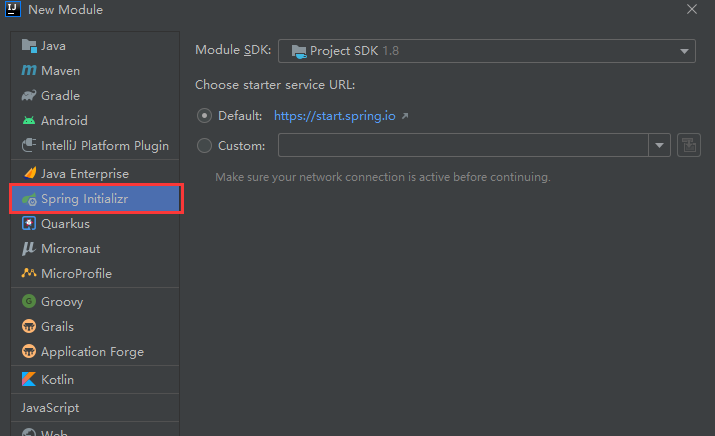 New Module
Java
Maven
Gradle
Android
IntelliJ Platform Plugin
Java Enterprise
Spring Initializr
Quarkus
Micronaut
MicroProfile
Groovy
Grails
Application Forge
Kotlin
JavaScript
Web
Module SDK: Project SDK 1.8
Choose starter service URL:
Default: https://start.spring.io
Custom:
Make sure your network connection is active before continuing.